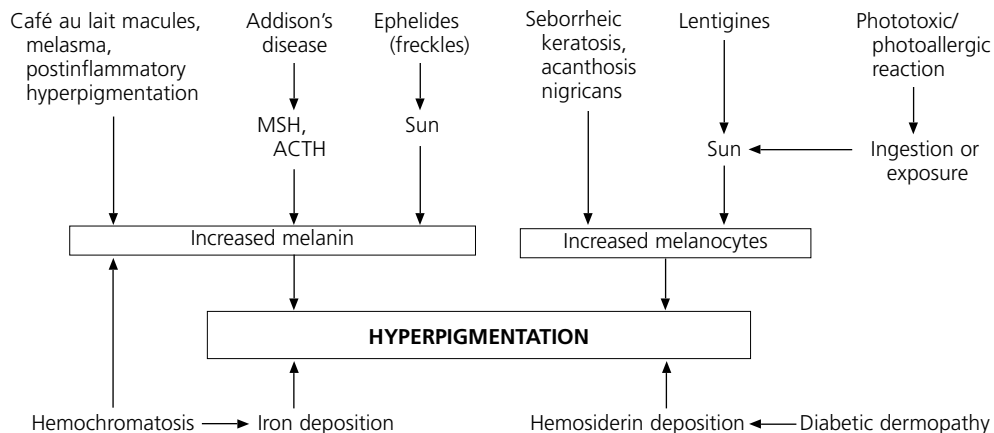 Café au lait macules,
melasma,
postinflammatory
hyperpigmentation
Addison's
disease
Ephelides
(freckles)
Seborrheic
keratosis,
acanthosis
nigricans
Lentigines
Phototoxic/
photoallergic
reaction
MSH,
ACTH
Sun
Sun
Ingestion or
exposure
Increased melanin
Increased melanocytes
HYPERPIGMENTATION
Hemochromatosis
Iron deposition
Hemosiderin deposition
Diabetic dermopathy